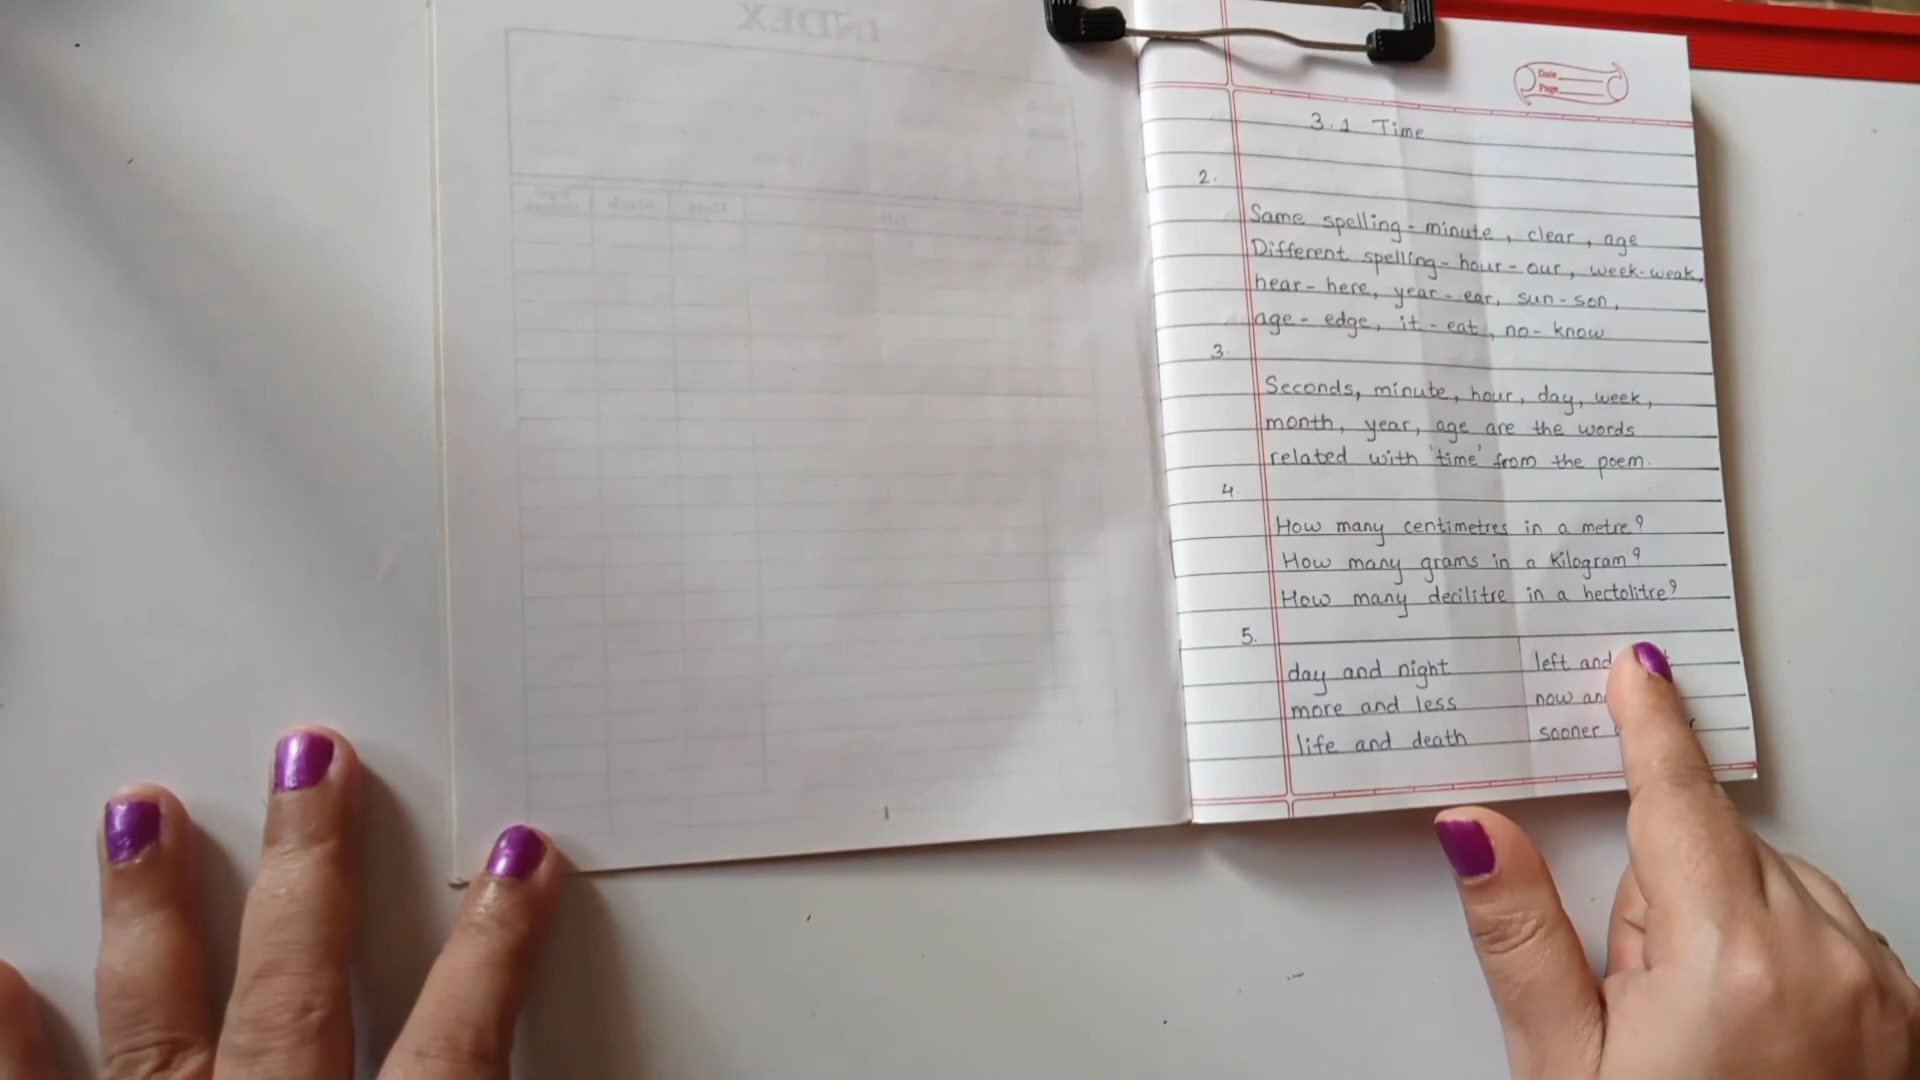 INDEX
Date
Page
3.1 Time
2.
Same spelling - minute, clear, age
Different spelling - hour - our, week-weak,
hear - here, year - ear, sun - son,
age - edge, it - eat, no - know
3.
Seconds, minute, hour, day, week,
month, year, age are the words
related with 'time' from the poem.
4.
How many centimetres in a metre?
How many grams in a kilogram?
How many decilitre in a hectolitre?
5.
day and night left and
more and less now
life and death sooner